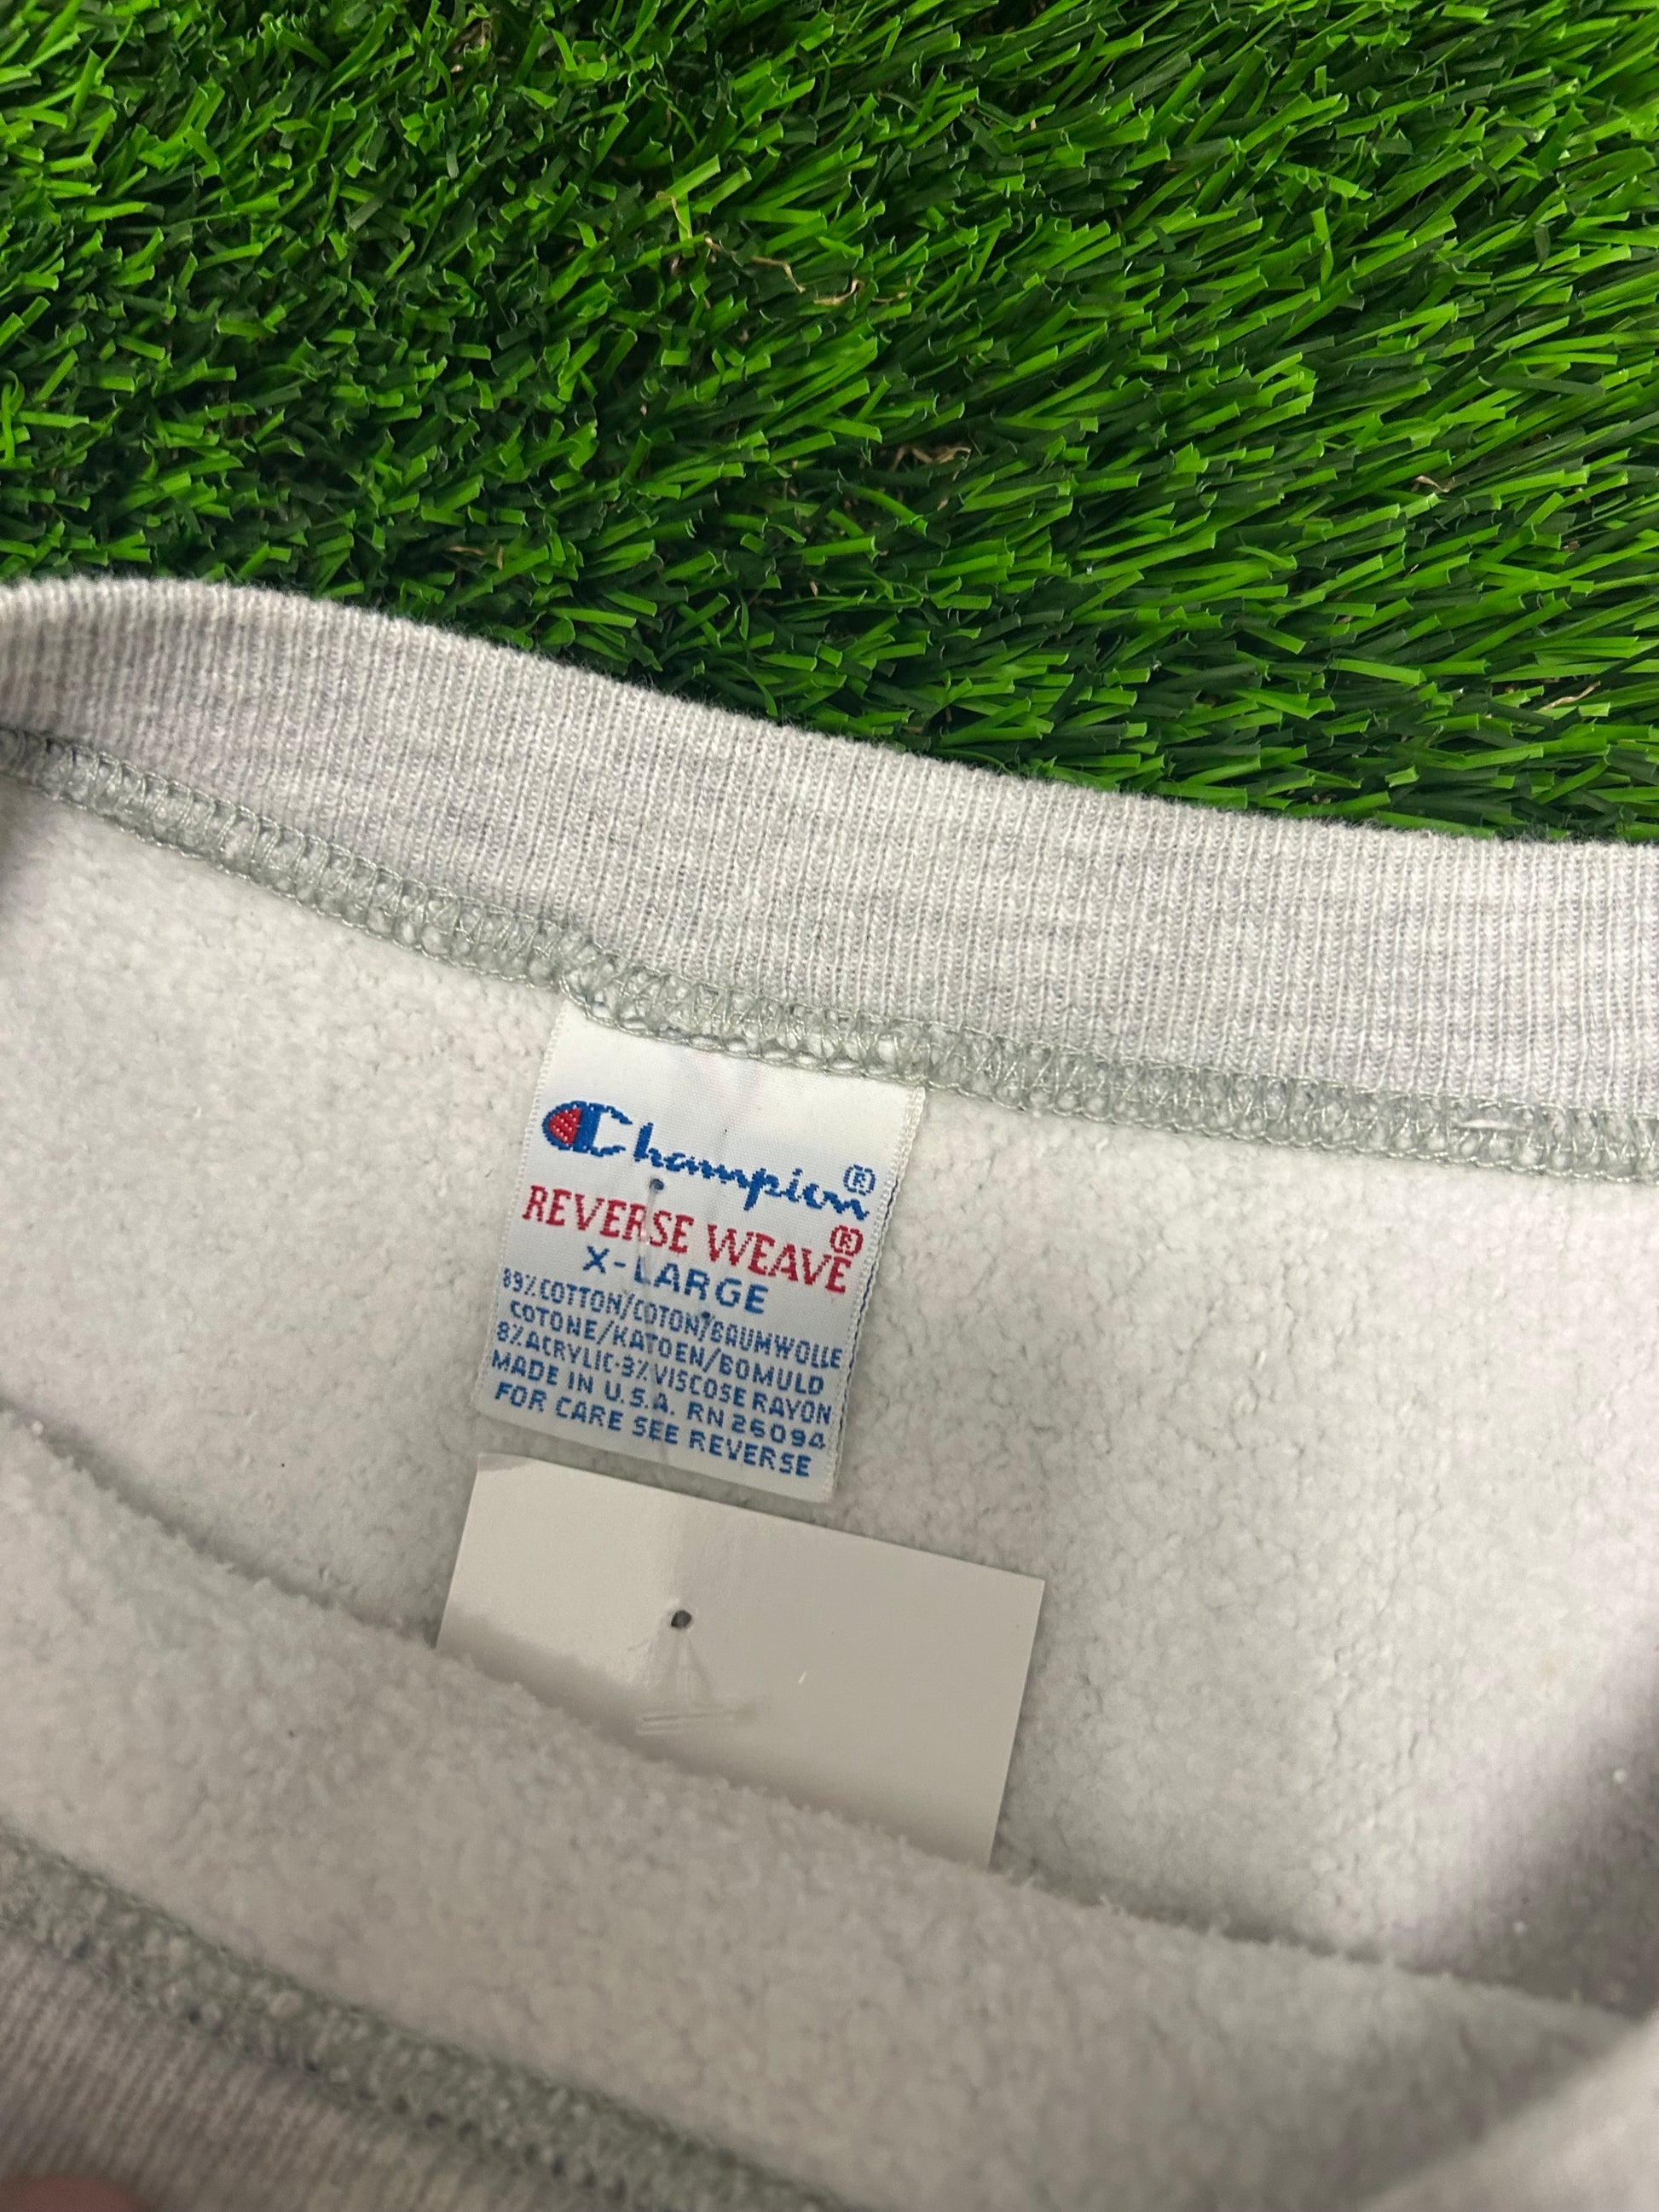 Champion®
REVERSE WEAVE®
X-LARGE
89% COTTON/COTON/BAUMWOLLE
COTONE/KATOEN/BOMULD
8% ACRYLIC-3% VISCOSE RAYON
MADE IN U.S.A. RN 26094
FOR CARE SEE REVERSE